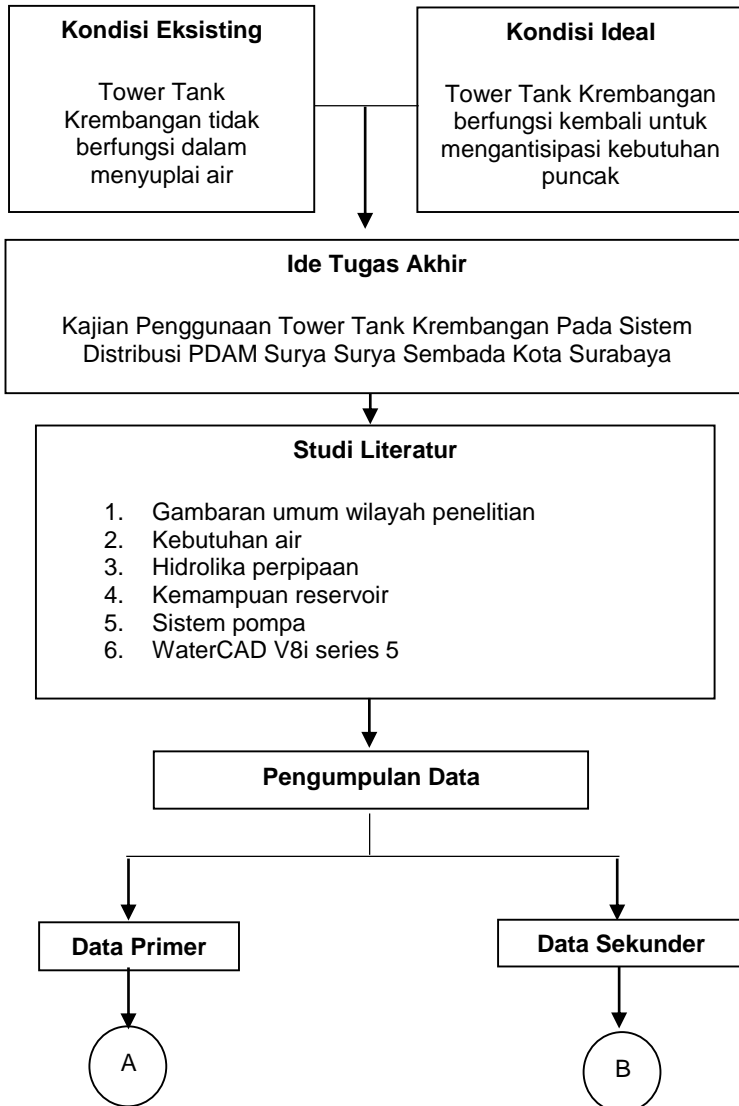 Kondisi Eksisting
Tower Tank
Krembangan tidak
berfungsi dalam
menyuplai air
Kondisi Ideal
Tower Tank Krembangan
berfungsi kembali untuk
mengantisipasi kebutuhan
puncak
Ide Tugas Akhir
Kajian Penggunaan Tower Tank Krembangan Pada Sistem
Distribusi PDAM Surya Surya Sembada Kota Surabaya
Studi Literatur
1. Gambaran umum wilayah penelitian
2. Kebutuhan air
3. Hidrolika perpipaan
4. Kemampuan reservoir
5. Sistem pompa
6. WaterCAD V8i series 5
Pengumpulan Data
Data Primer
Data Sekunder
A
B